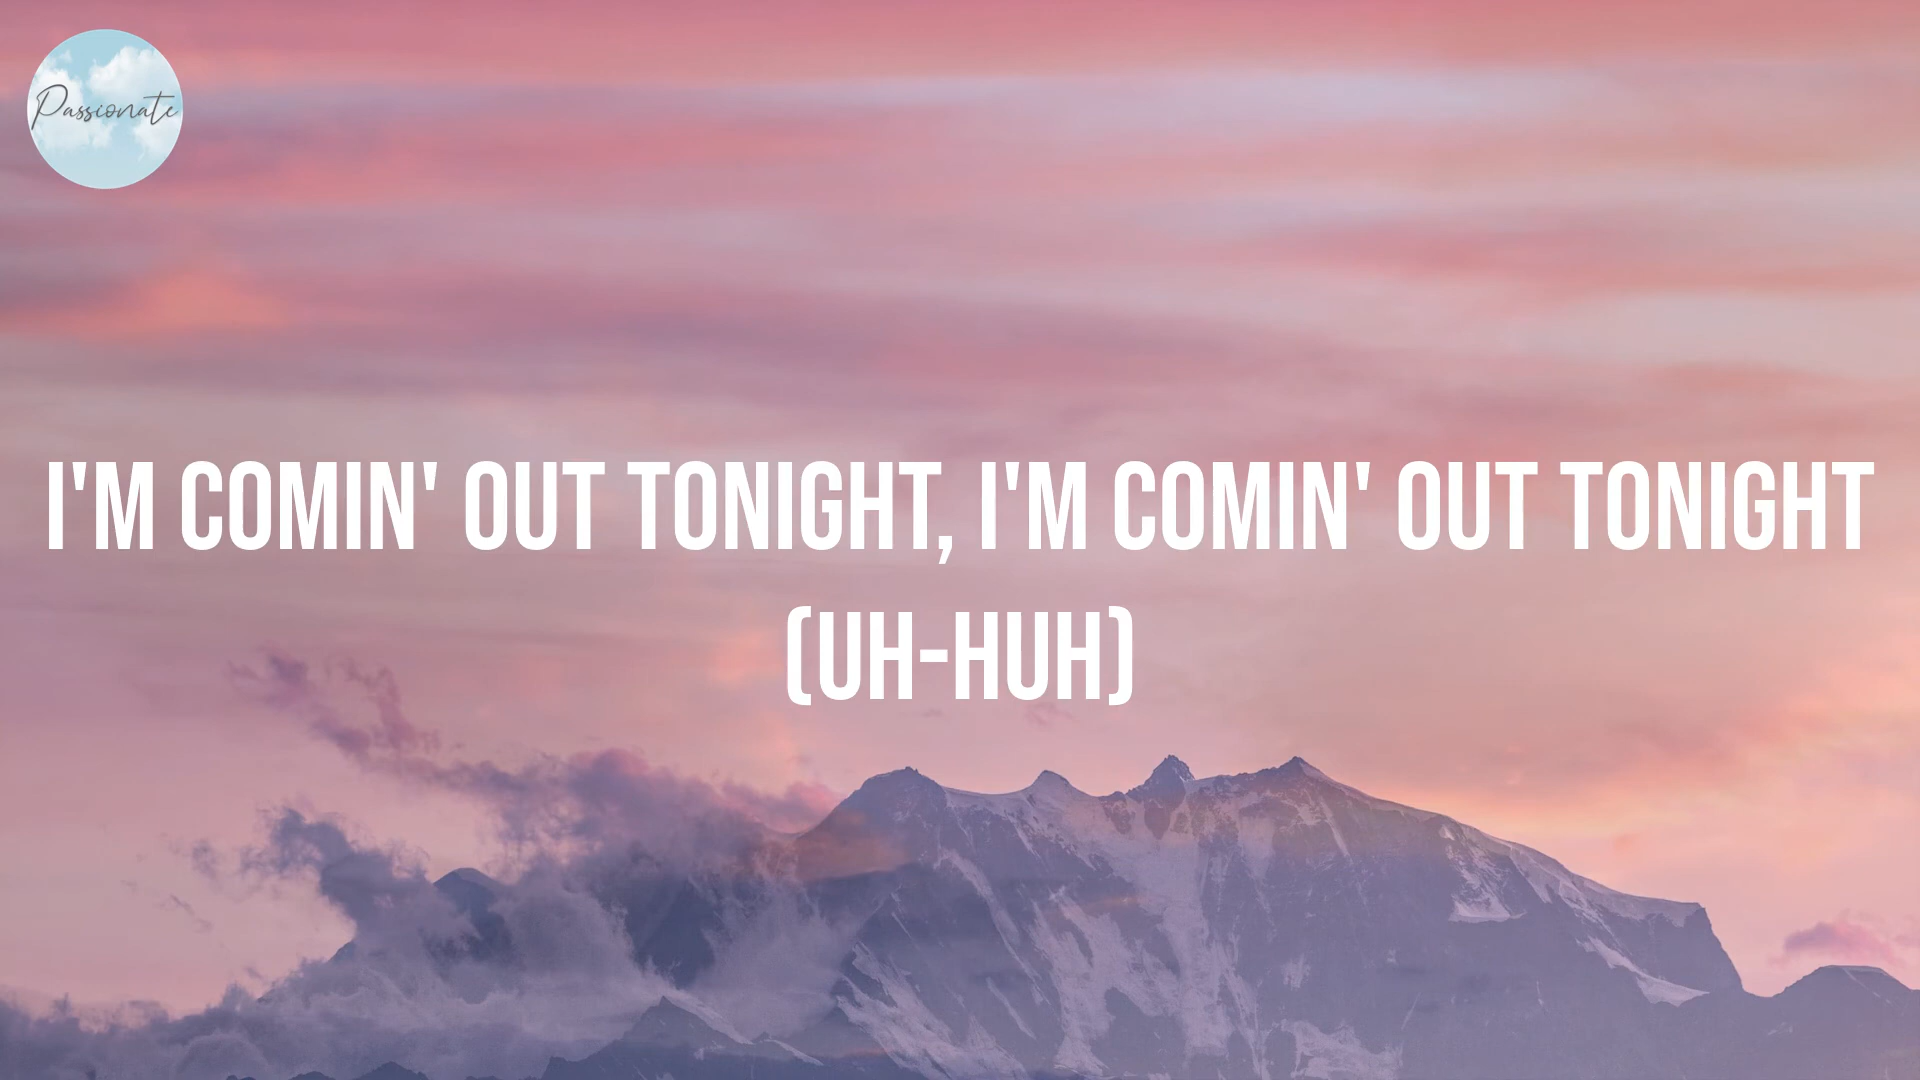 Passionate
I'M COMIN' OUT TONIGHT, I'M COMIN' OUT TONIGHT
(UH-HUH)